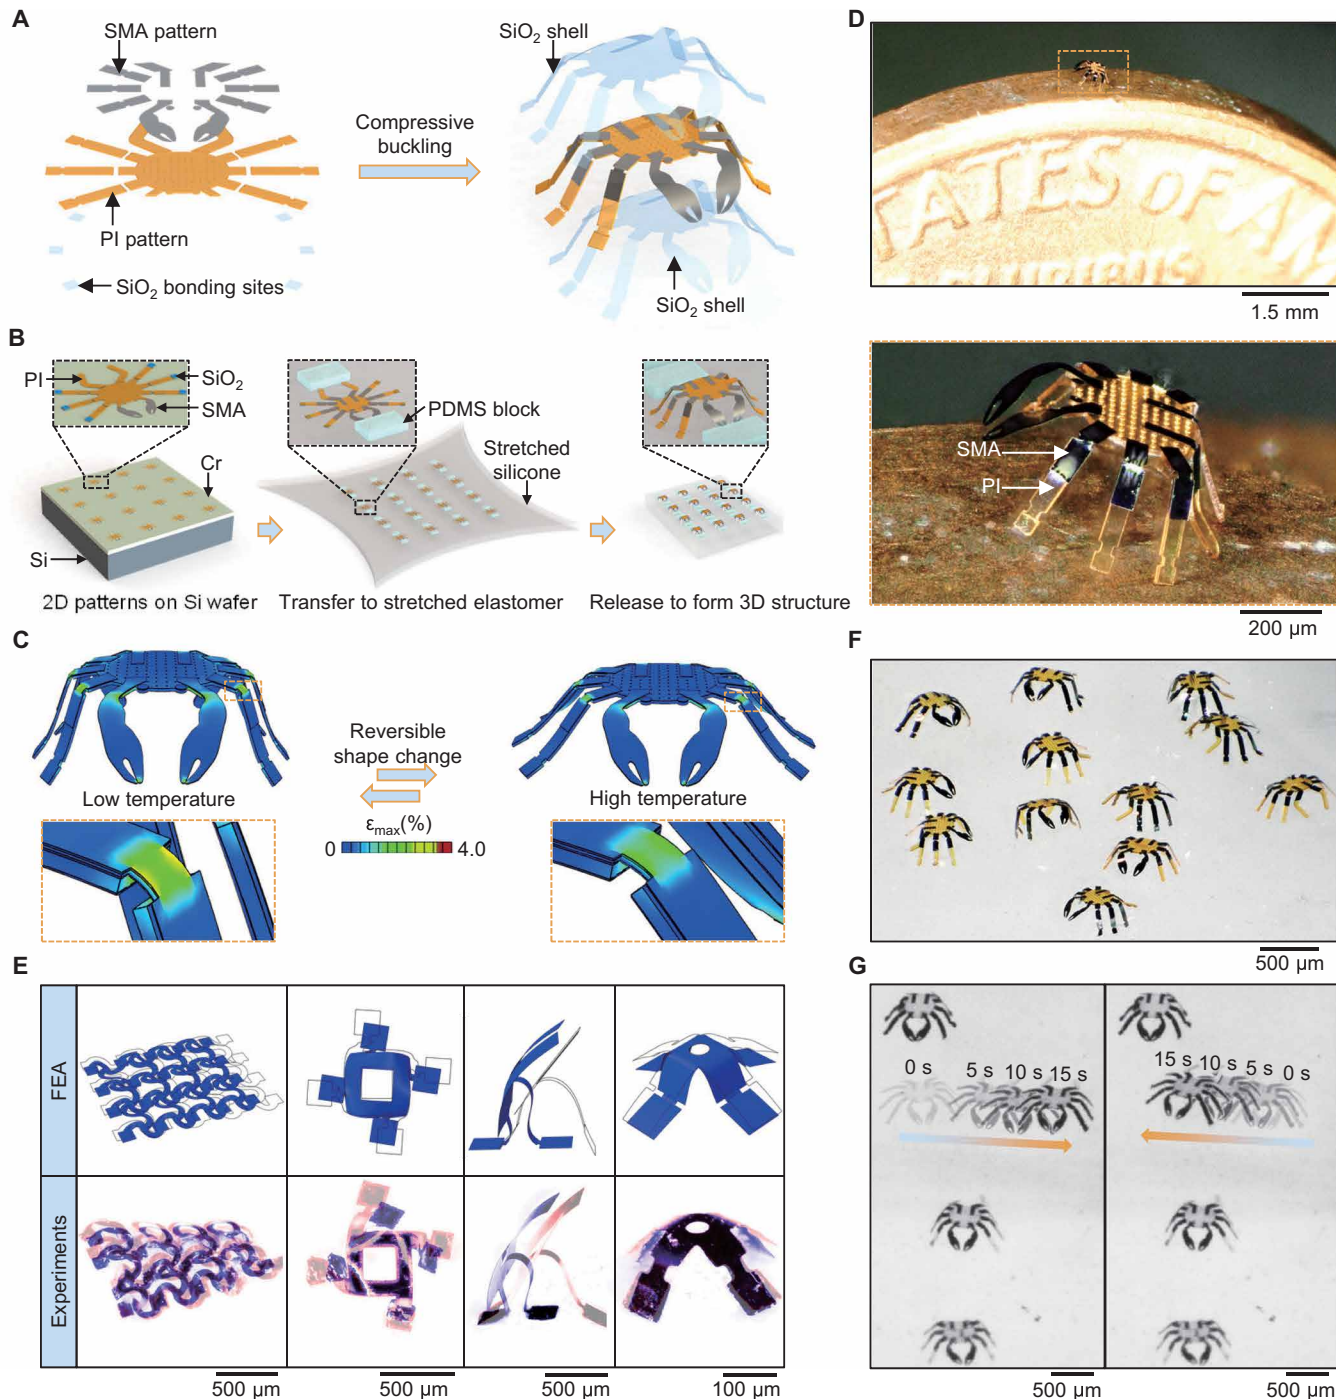 A
SMA pattern
PI pattern
SiO2 bonding sites
Compressive
buckling
SiO2 shell
SiO2 shell
B
PI
SiO2
SMA
Cr
Si
2D patterns on Si wafer
PDMS block
Stretched
silicone
Transfer to stretched elastomer
Release to form 3D structure
C
Low temperature
Reversible
shape change
εmax(%)
0
4.0
High temperature
D
TATES OF AM
PLURIBUS
1.5 mm
SMA
PI
200 µm
E
FEA
Experiments
500 µm
500 µm
500 µm
100 µm
F
500 µm
G
0 s
5 s
10 s
15 s
15 s
10 s
5 s
0 s
500 µm
500 µm